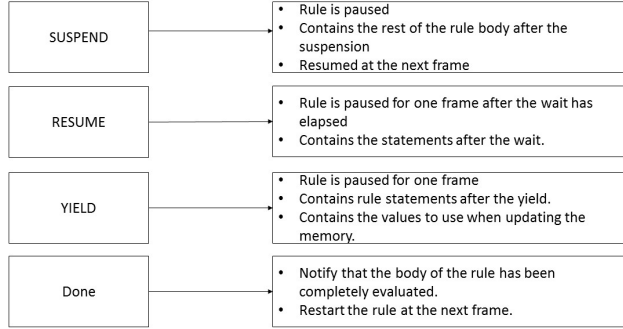 SUSPEND
• Rule is paused
• Contains the rest of the rule body after the
suspension
• Resumed at the next frame
RESUME
• Rule is paused for one frame after the wait has
elapsed
• Contains the statements after the wait.
YIELD
• Rule is paused for one frame
• Contains rule statements after the yield.
• Contains the values to use when updating the
memory.
Done
• Notify that the body of the rule has been
completely evaluated.
• Restart the rule at the next frame.